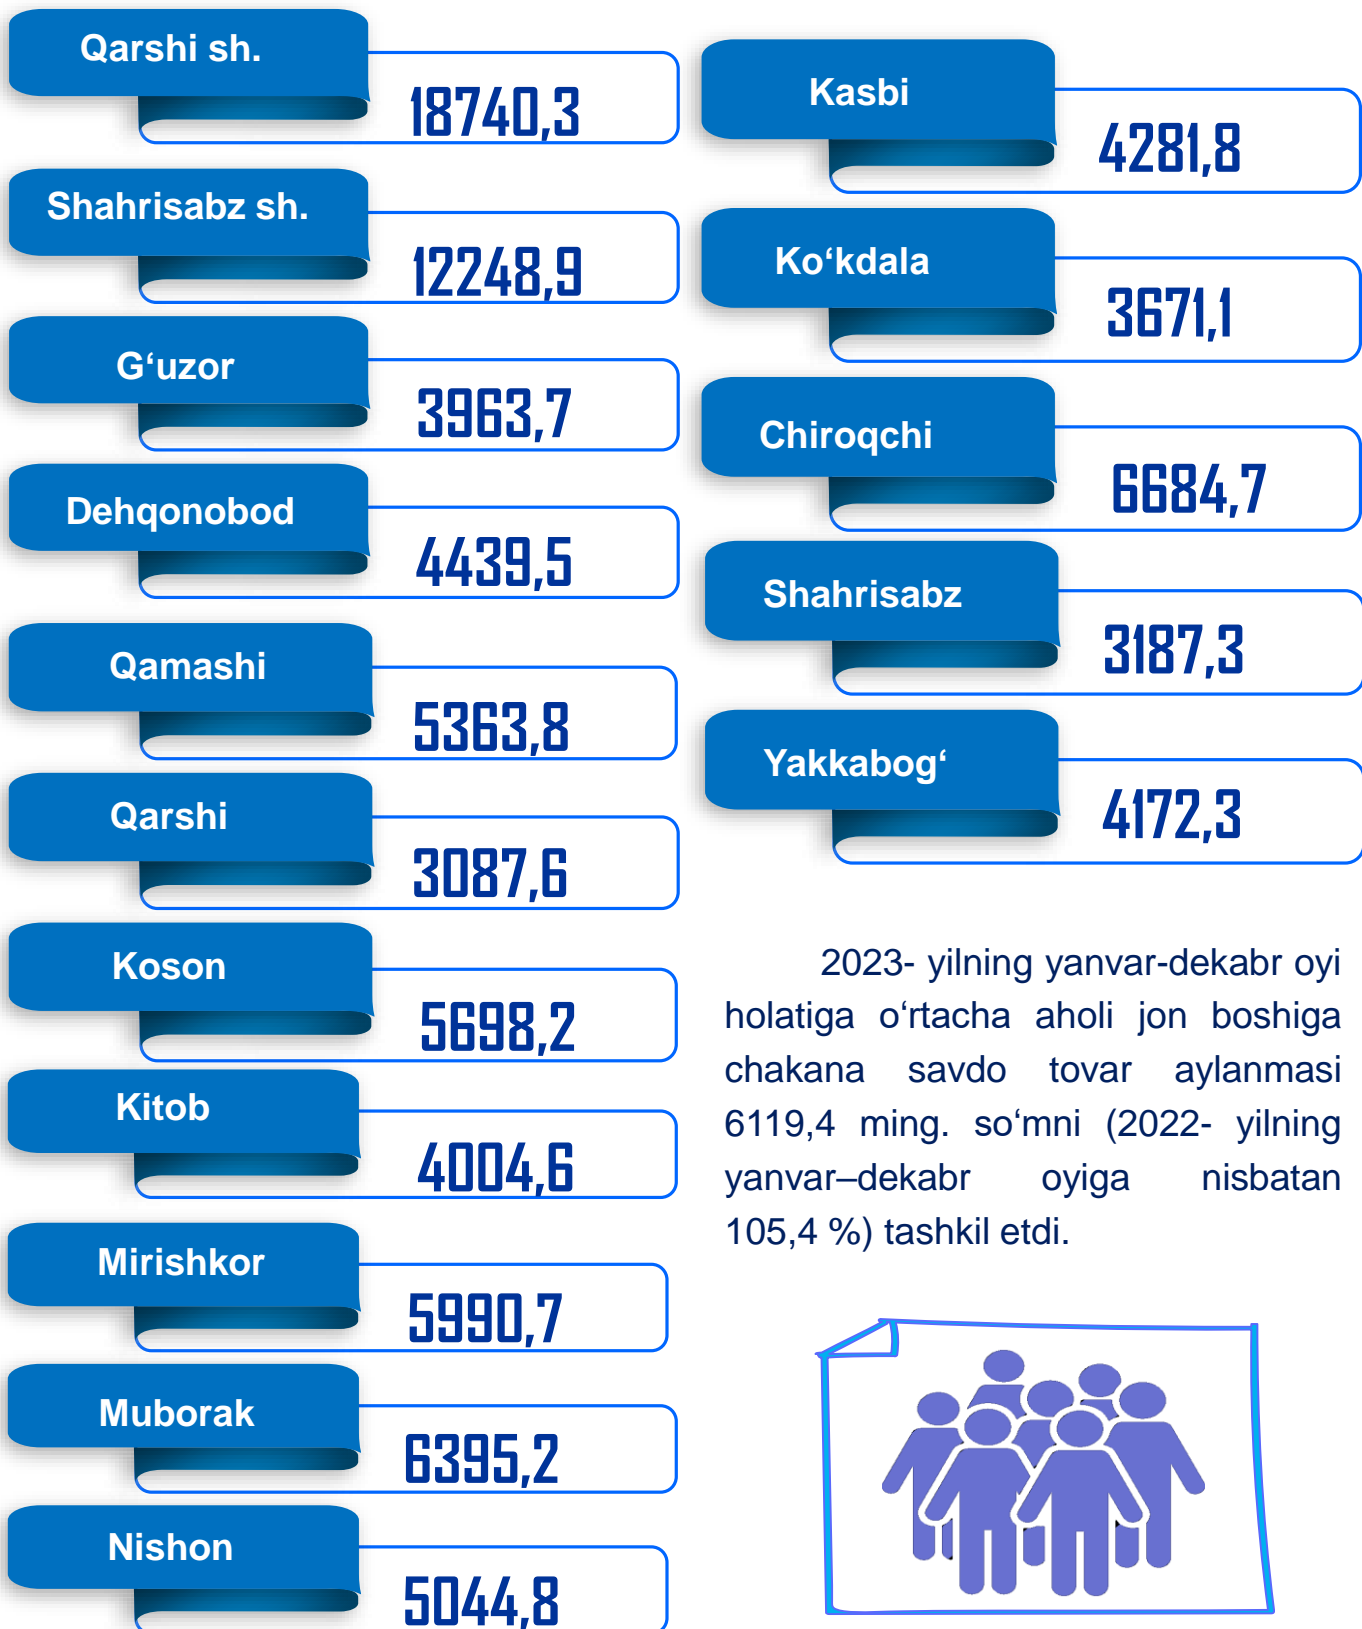 Qarshi sh.
18740,3
Shahrisabz sh.
12248,9
G‘uzor
3963,7
Dehqonobod
4439,5
Qamashi
5363,8
Qarshi
3087,6
Koson
5698,2
Kitob
4004,6
Mirishkor
5990,7
Muborak
6395,2
Nishon
5044,8
Kasbi
4281,8
Ko‘kdala
3671,1
Chiroqchi
6684,7
Shahrisabz
3187,3
Yakkabog‘
4172,3
2023- yilning yanvar-dekabr oyi
holatiga o‘rtacha aholi jon boshiga
chakana savdo tovar aylanmasi
6119,4 ming. so‘mni (2022- yilning
yanvar–dekabr oyiga nisbatan
105,4 %) tashkil etdi.